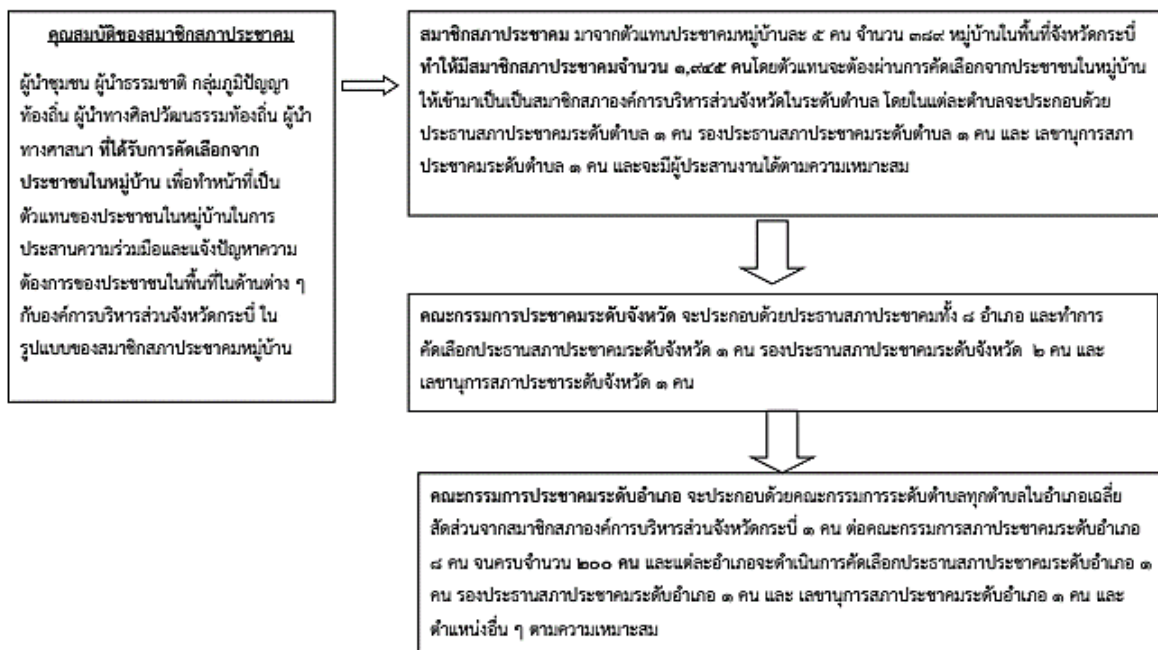 คุณสมบัติของสมาชิกสภาประชาคม
ผู้นำชุมชน ผู้นำธรรมชาติ กลุ่มภูมิปัญญา
ท้องถิ่น ผู้นำทางศิลปวัฒนธรรมท้องถิ่น ผู้นำ
ทางศาสนา ที่ได้รับการคัดเลือกจาก
ประชาชนในหมู่บ้าน เพื่อทำหน้าที่เป็น
ตัวแทนของประชาชนในหมู่บ้านในการ
ประสานความร่วมมือและแจ้งปัญหาความ
ต้องการของประชาชนในพื้นที่ในด้านต่าง ๆ
กับองค์การบริหารส่วนจังหวัดกระบี่ ใน
รูปแบบของสมาชิกสภาประชาคมหมู่บ้าน
สมาชิกสภาประชาคม มาจากตัวแทนประชาคมหมู่บ้านละ ๕ คน จำนวน ๓๘๙ หมู่บ้านในพื้นที่จังหวัดกระบี่
ทำให้มีสมาชิกสภาประชาคมจำนวน ๑,๙๔๕ คนโดยตัวแทนจะต้องผ่านการคัดเลือกจากประชาชนในหมู่บ้าน
ให้เข้ามาเป็นเป็นสมาชิกสภาองค์การบริหารส่วนจังหวัดในระดับตำบล โดยในแต่ละตำบลจะประกอบด้วย
ประธานสภาประชาคมระดับตำบล ๑ คน รองประธานสภาประชาคมระดับตำบล ๑ คน และ เลขานุการสภา
ประชาคมระดับตำบล ๑ คน และจะมีผู้ประสานงานได้ตามความเหมาะสม
คณะกรรมการประชาคมระดับจังหวัด จะประกอบด้วยประธานสภาประชาคมทั้ง ๘ อำเภอ และทำการ
คัดเลือกประธานสภาประชาคมระดับจังหวัด ๑ คน รองประธานสภาประชาคมระดับจังหวัด ๒ คน และ
เลขานุการสภาประชาระดับจังหวัด ๑ คน
คณะกรรมการประชาคมระดับอำเภอ จะประกอบด้วยคณะกรรมการระดับตำบลทุกตำบลในอำเภอเฉลี่ย
สัดส่วนจากสมาชิกสภาองค์การบริหารส่วนจังหวัดกระบี่ ๑ คน ต่อคณะกรรมการสภาประชาคมระดับอำเภอ
๘ คน จนครบจำนวน ๒๐๐ คน และแต่ละอำเภอจะดำเนินการคัดเลือกประธานสภาประชาคมระดับอำเภอ ๑
คน รองประธานสภาประชาคมระดับอำเภอ ๑ คน และ เลขานุการสภาประชาคมระดับอำเภอ ๑ คน และ
ตำแหน่งอื่น ๆ ตามความเหมาะสม